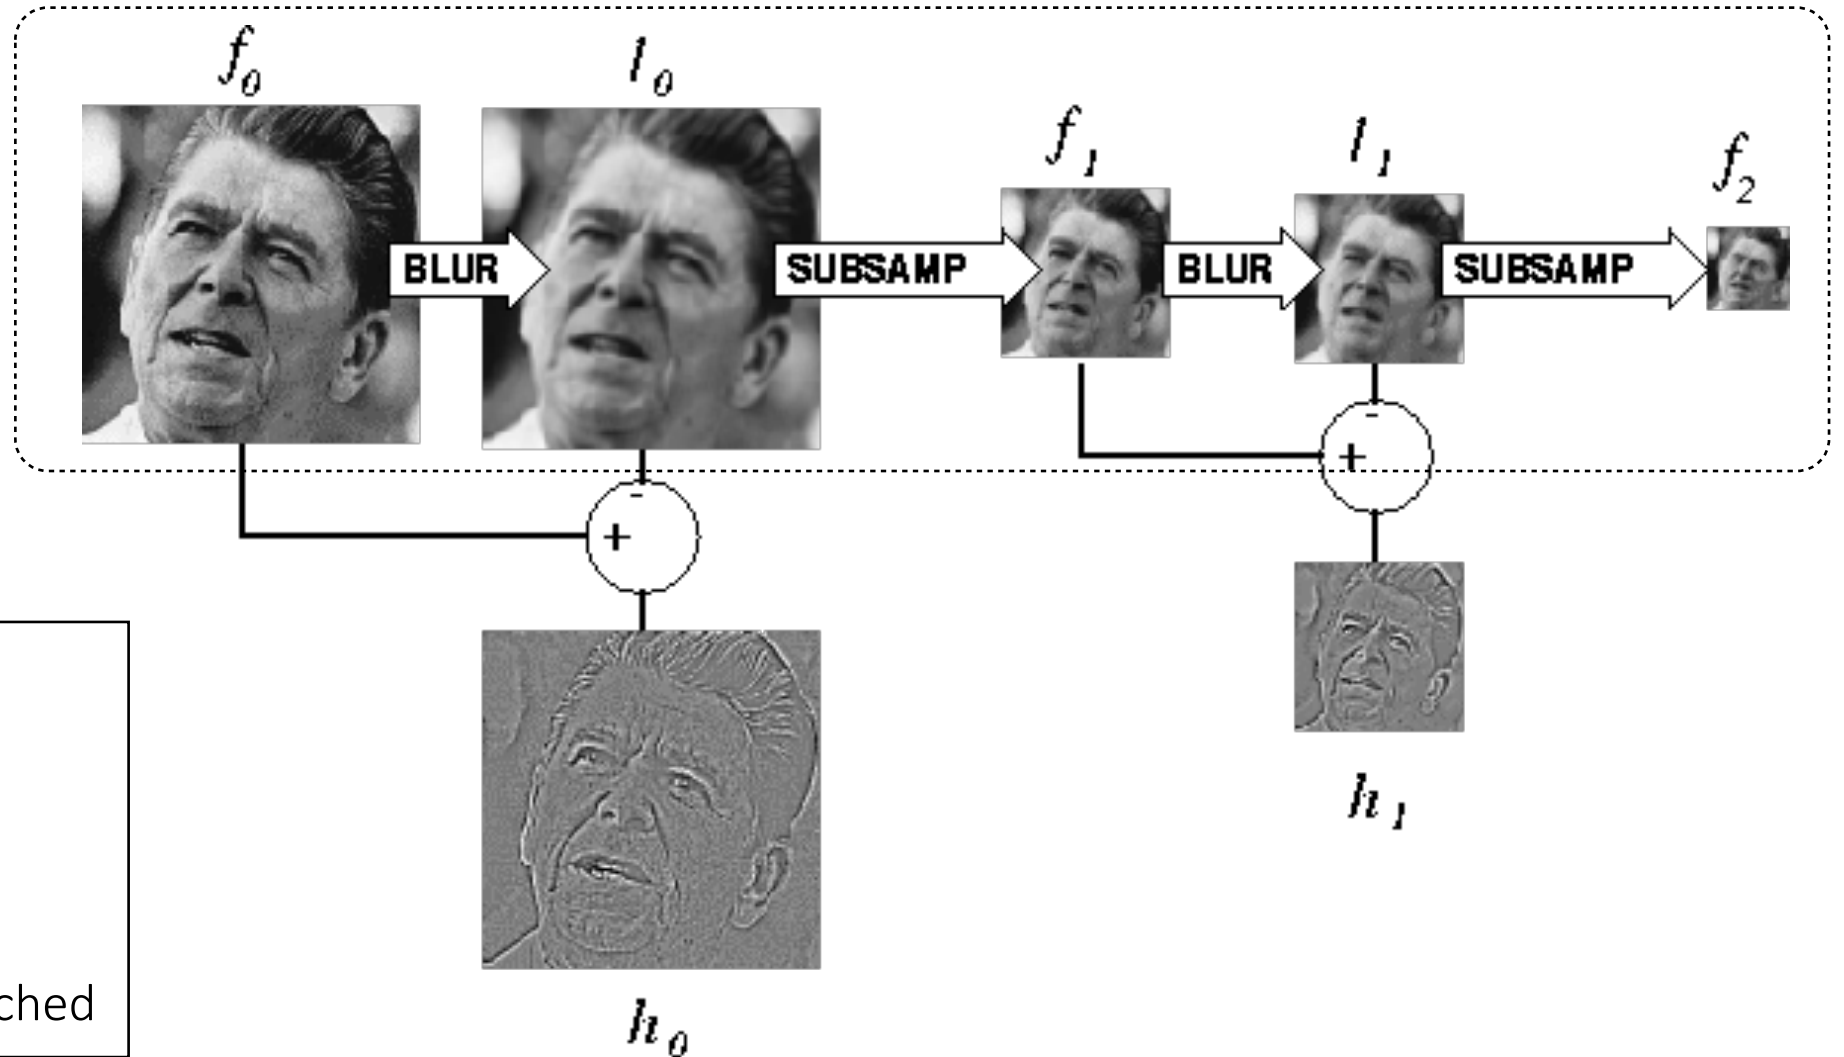 f0
l0
f1
l1
f2
BLUR
SUBSAMP
BLUR
SUBSAMP
-
+
-
+
h1
ched
h0